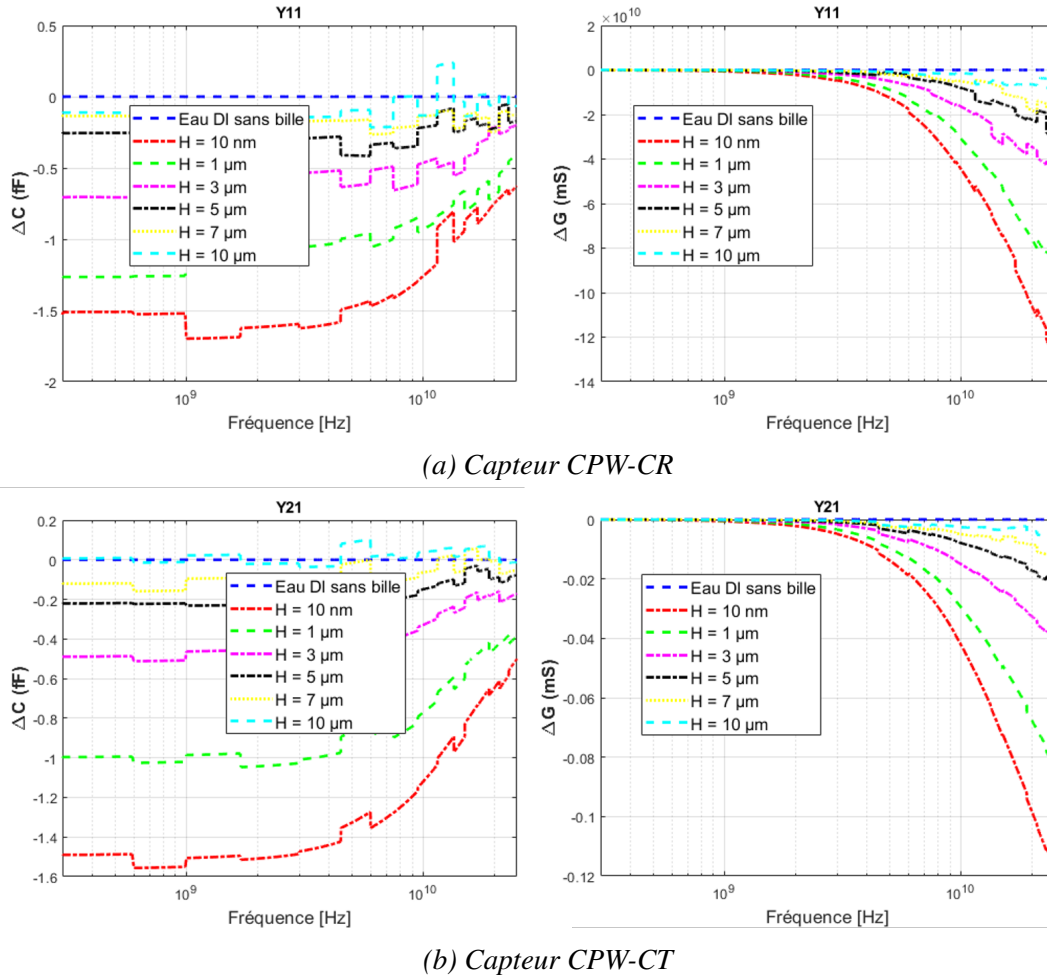 Y11
ΔC (fF)
0.5
0
-0.5
-1
-1.5
-2
Eau DI sans bille
H = 10 nm
H = 1 µm
H = 3 µm
H = 5 µm
H = 7 µm
H = 10 µm
10^9
10^10
Fréquence [Hz]
Y11
× 10^10
ΔG (mS)
2
0
-2
-4
-6
-8
-10
-12
-14
Eau DI sans bille
H = 10 nm
H = 1 µm
H = 3 µm
H = 5 µm
H = 7 µm
H = 10 µm
10^9
10^10
Fréquence [Hz]
(a) Capteur CPW-CR
Y21
ΔC (fF)
0.2
0
-0.2
-0.4
-0.6
-0.8
-1
-1.2
-1.4
-1.6
Eau DI sans bille
H = 10 nm
H = 1 µm
H = 3 µm
H = 5 µm
H = 7 µm
H = 10 µm
10^9
10^10
Fréquence [Hz]
Y21
ΔG (mS)
0
-0.02
-0.04
-0.06
-0.08
-0.1
-0.12
Eau DI sans bille
H = 10 nm
H = 1 µm
H = 3 µm
H = 5 µm
H = 7 µm
H = 10 µm
10^9
10^10
Fréquence [Hz]
(b) Capteur CPW-CT